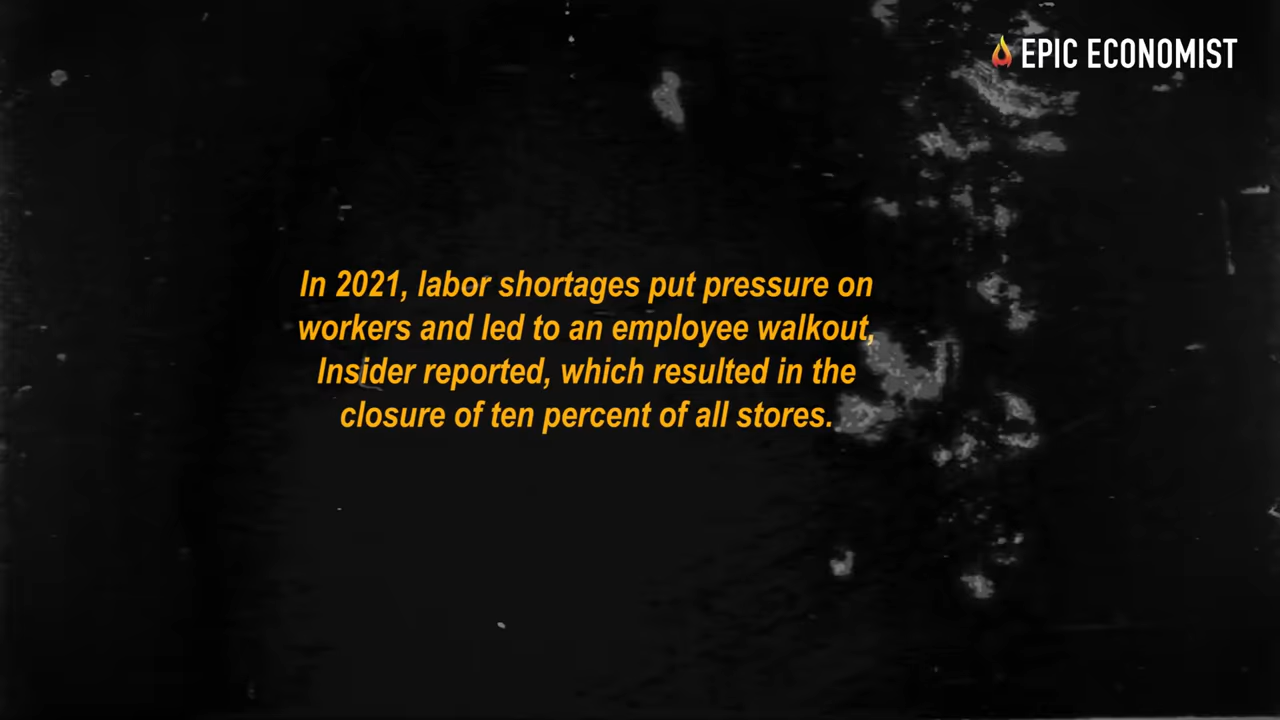 EPIC ECONOMIST
In 2021, labor shortages put pressure on
workers and led to an employee walkout,
Insider reported, which resulted in the
closure of ten percent of all stores.